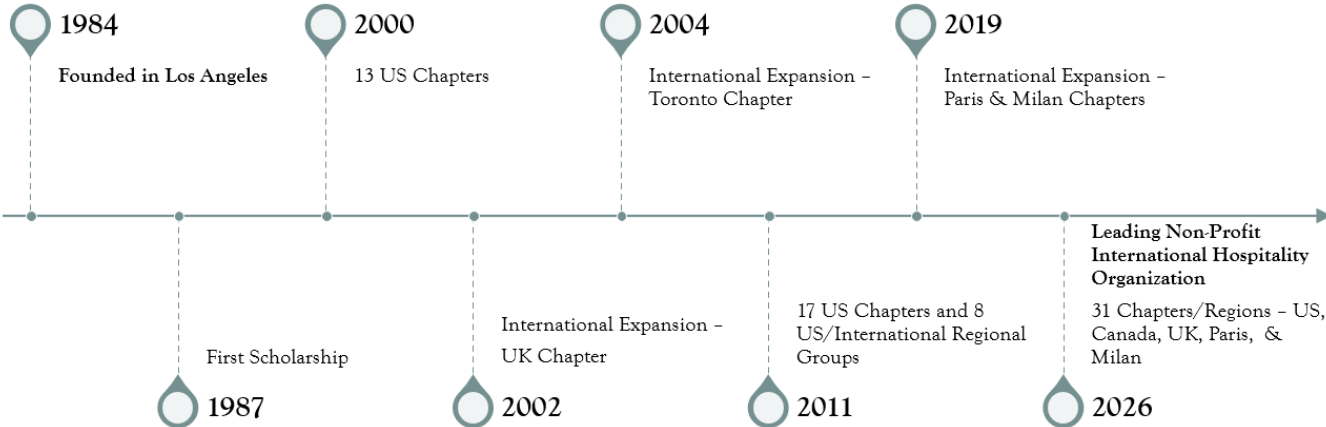 1984
Founded in Los Angeles
2000
13 US Chapters
2004
International Expansion –
Toronto Chapter
2019
International Expansion –
Paris & Milan Chapters
First Scholarship
1987
International Expansion –
UK Chapter
2002
17 US Chapters and 8
US/International Regional
Groups
2011
Leading Non-Profit
International Hospitality
Organization
31 Chapters/Regions – US,
Canada, UK, Paris, &
Milan
2026